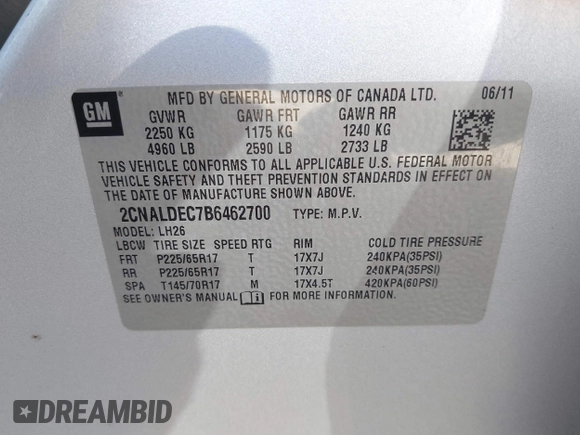 GM
MFD BY GENERAL MOTORS OF CANADA LTD. 06/11
GVWR GAWR FRT GAWR RR
2250 KG 1175 KG 1240 KG
4960 LB 2590 LB 2733 LB
THIS VEHICLE CONFORMS TO ALL APPLICABLE U.S. FEDERAL MOTOR
VEHICLE SAFETY AND THEFT PREVENTION STANDARDS IN EFFECT ON
THE DATE OF MANUFACTURE SHOWN ABOVE.
2CNALDEC7B6462700 TYPE: M.P.V.
MODEL: LH26
LBCW TIRE SIZE SPEED RTG RIM COLD TIRE PRESSURE
FRT P225/65R17 T 17X7J 240KPA(35PSI)
RR P225/65R17 T 17X7J 240KPA(35PSI)
SPA T145/70R17 M 17X4.5T 420KPA(60PSI)
SEE OWNER'S MANUAL FOR MORE INFORMATION.
DREAMBID